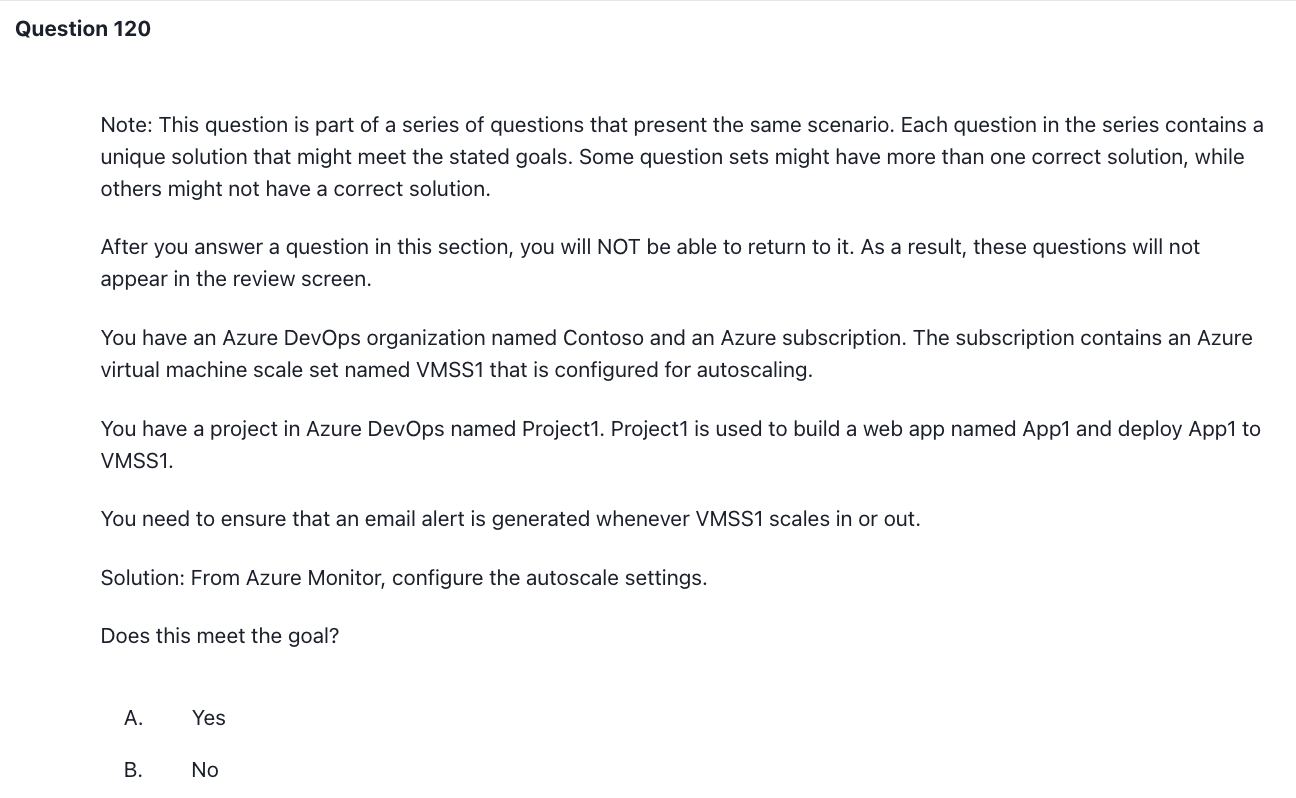 Question 120
Note: This question is part of a series of questions that present the same scenario. Each question in the series contains a
unique solution that might meet the stated goals. Some question sets might have more than one correct solution, while
others might not have a correct solution.
After you answer a question in this section, you will NOT be able to return to it. As a result, these questions will not
appear in the review screen.
You have an Azure DevOps organization named Contoso and an Azure subscription. The subscription contains an Azure
virtual machine scale set named VMSS1 that is configured for autoscaling.
You have a project in Azure DevOps named Project1. Project1 is used to build a web app named App1 and deploy App1 to
VMSS1.
You need to ensure that an email alert is generated whenever VMSS1 scales in or out.
Solution: From Azure Monitor, configure the autoscale settings.
Does this meet the goal?
A. Yes
B. No